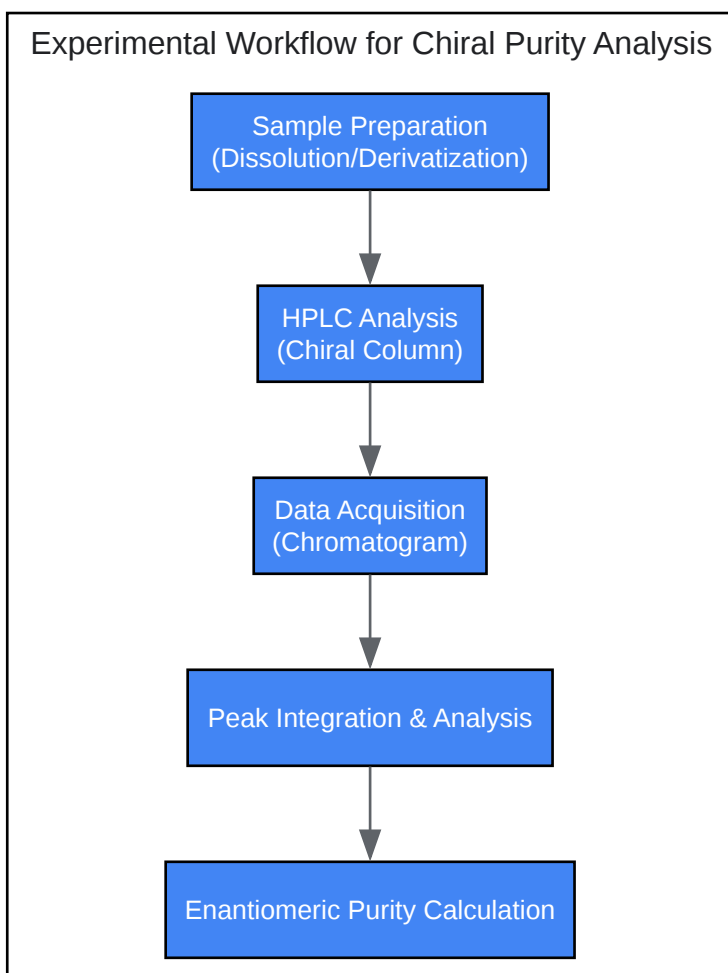 Experimental Workflow for Chiral Purity Analysis
Sample Preparation
(Dissolution/Derivatization)
HPLC Analysis
(Chiral Column)
Data Acquisition
(Chromatogram)
Peak Integration & Analysis
Enantiomeric Purity Calculation